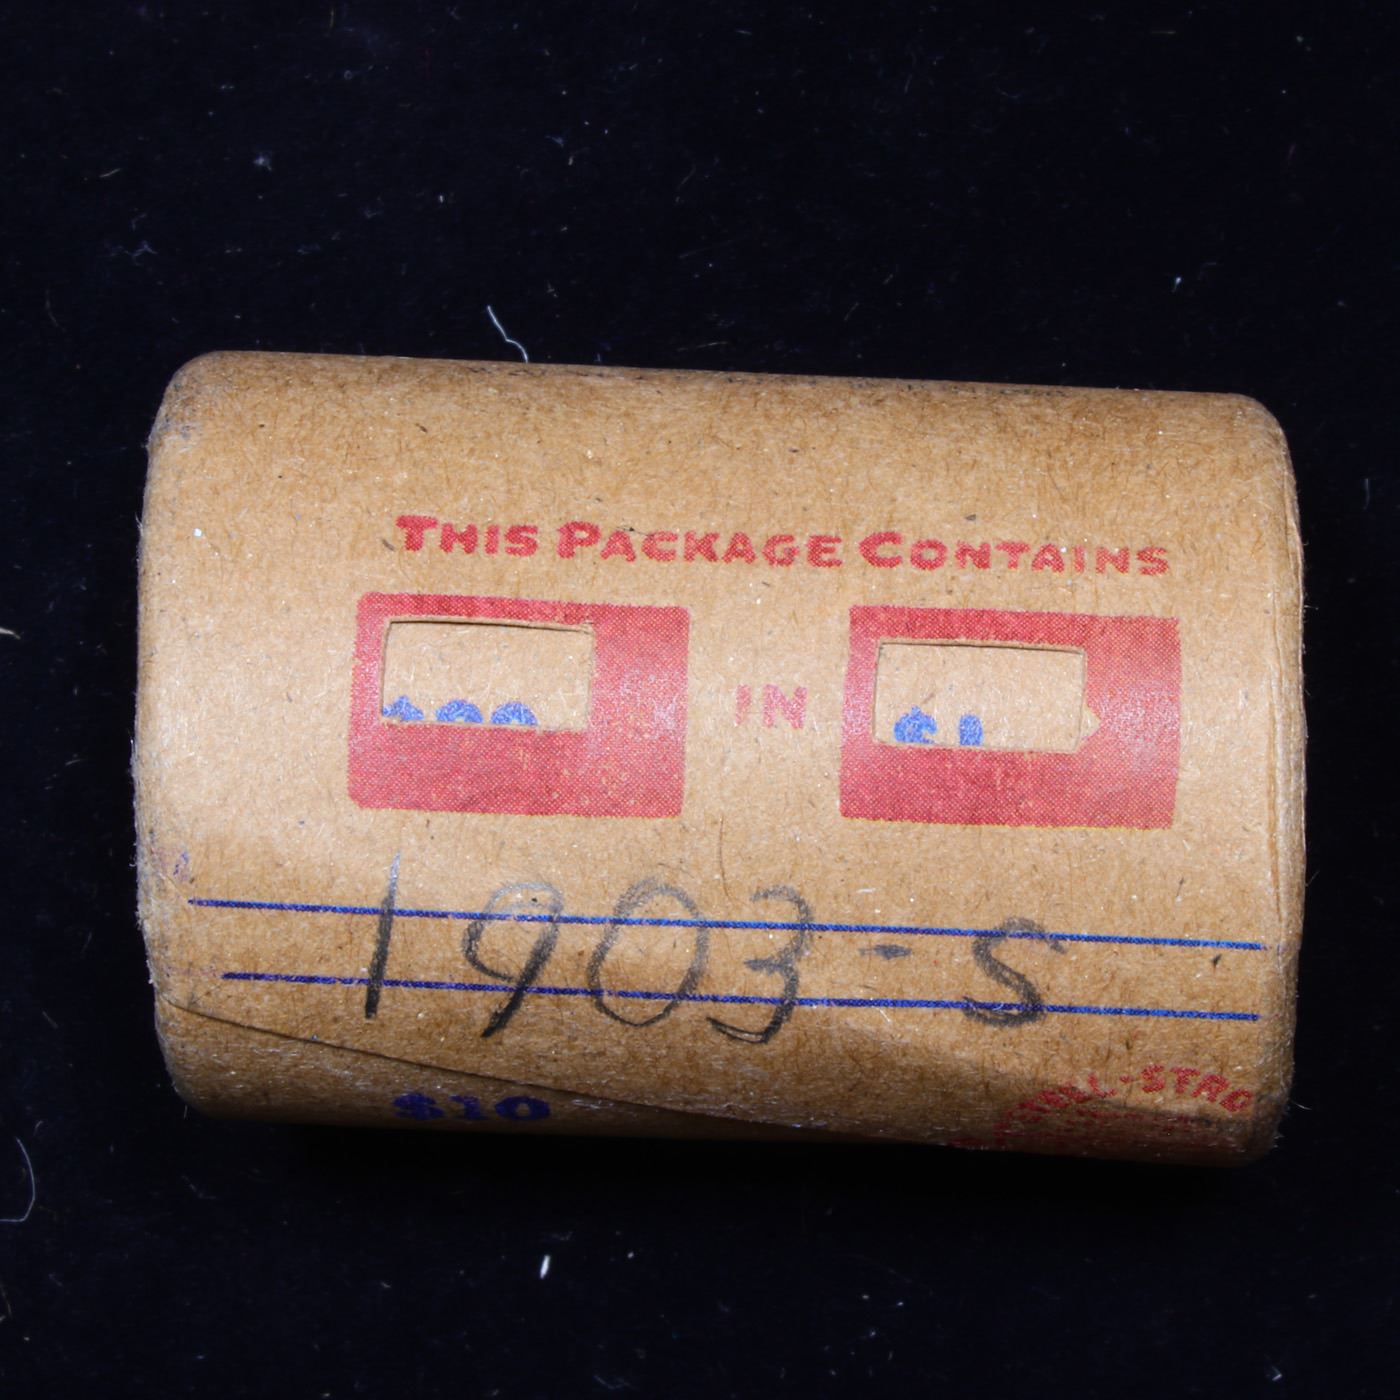 THIS PACKAGE CONTAINS
IN
1903-S
$10